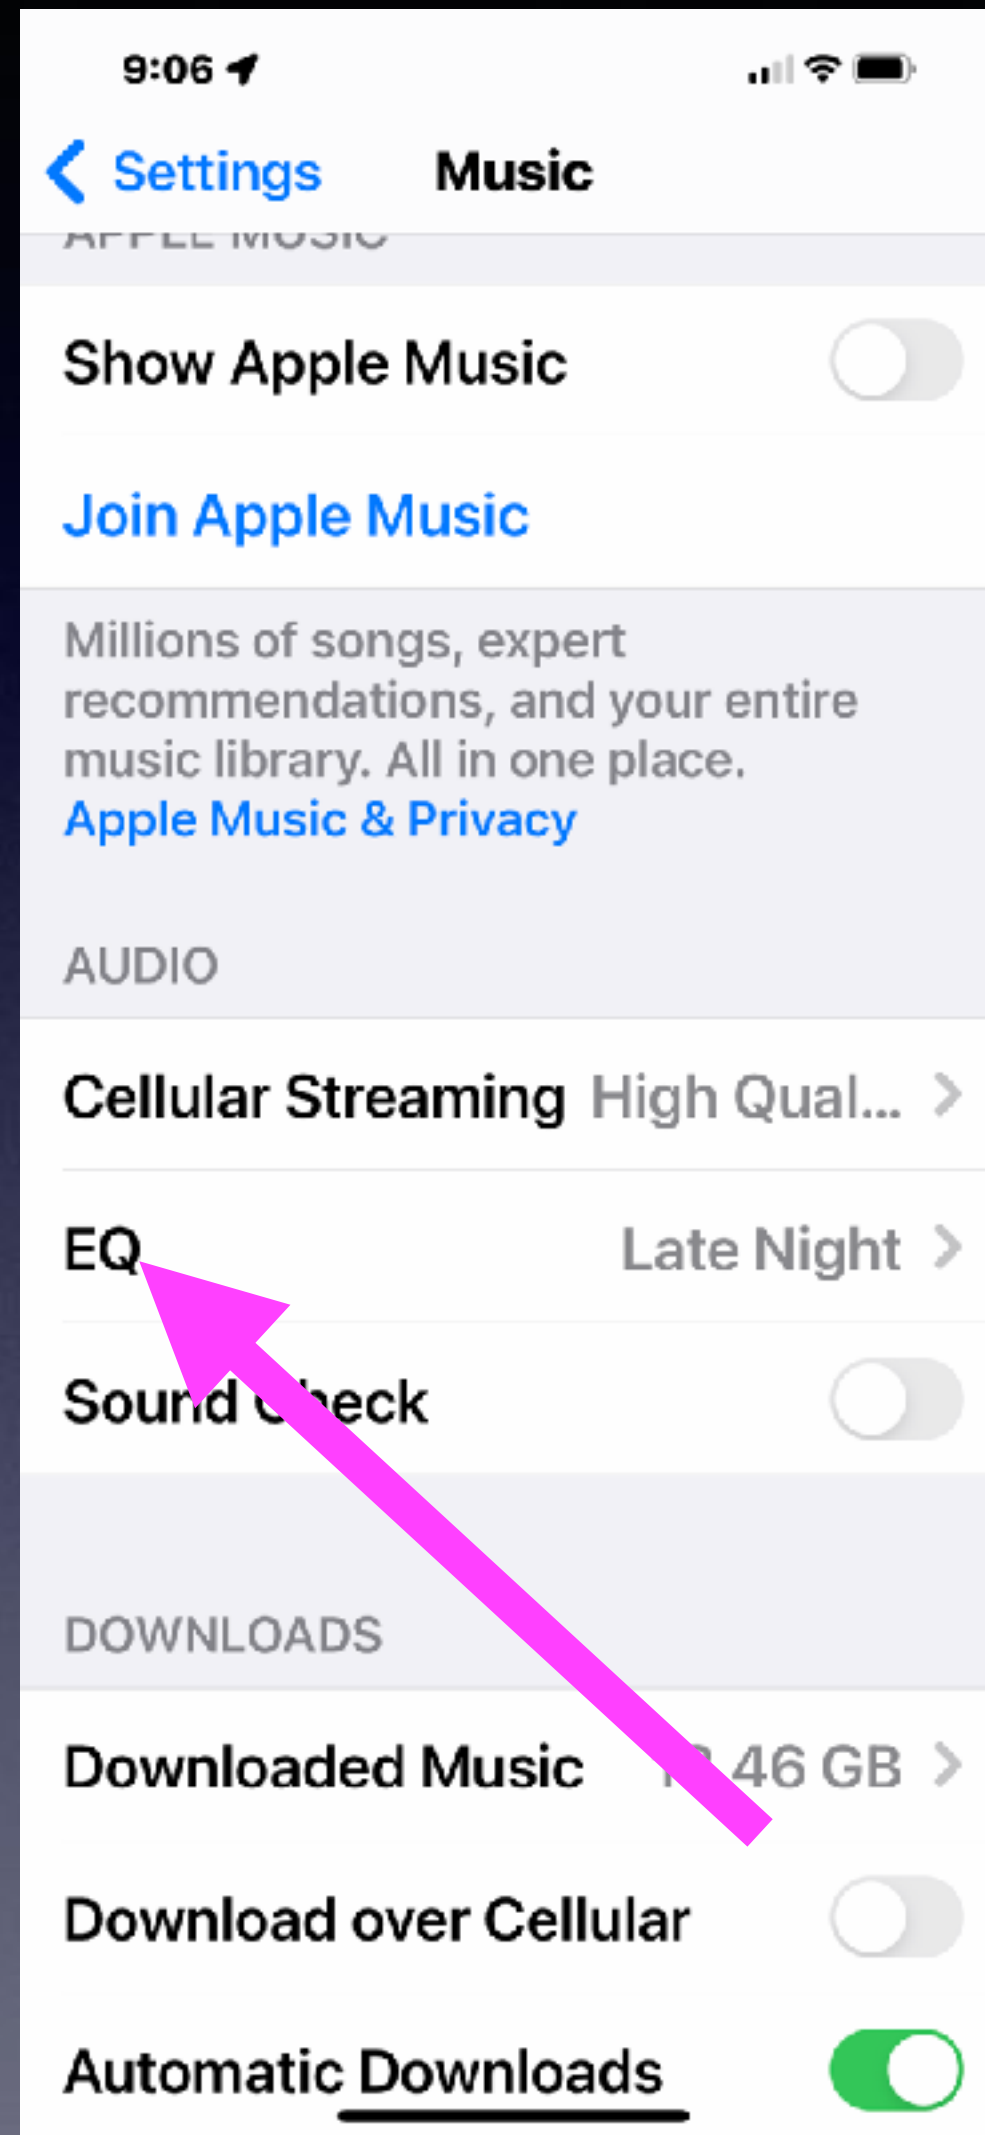 9:06
Settings Music
APPLE MUSIC
Show Apple Music
Join Apple Music
Millions of songs, expert
recommendations, and your entire
music library. All in one place.
Apple Music & Privacy
AUDIO
Cellular Streaming High Qual...
EQ Late Night
Sound Check
DOWNLOADS
Downloaded Music 46 GB
Download over Cellular
Automatic Downloads